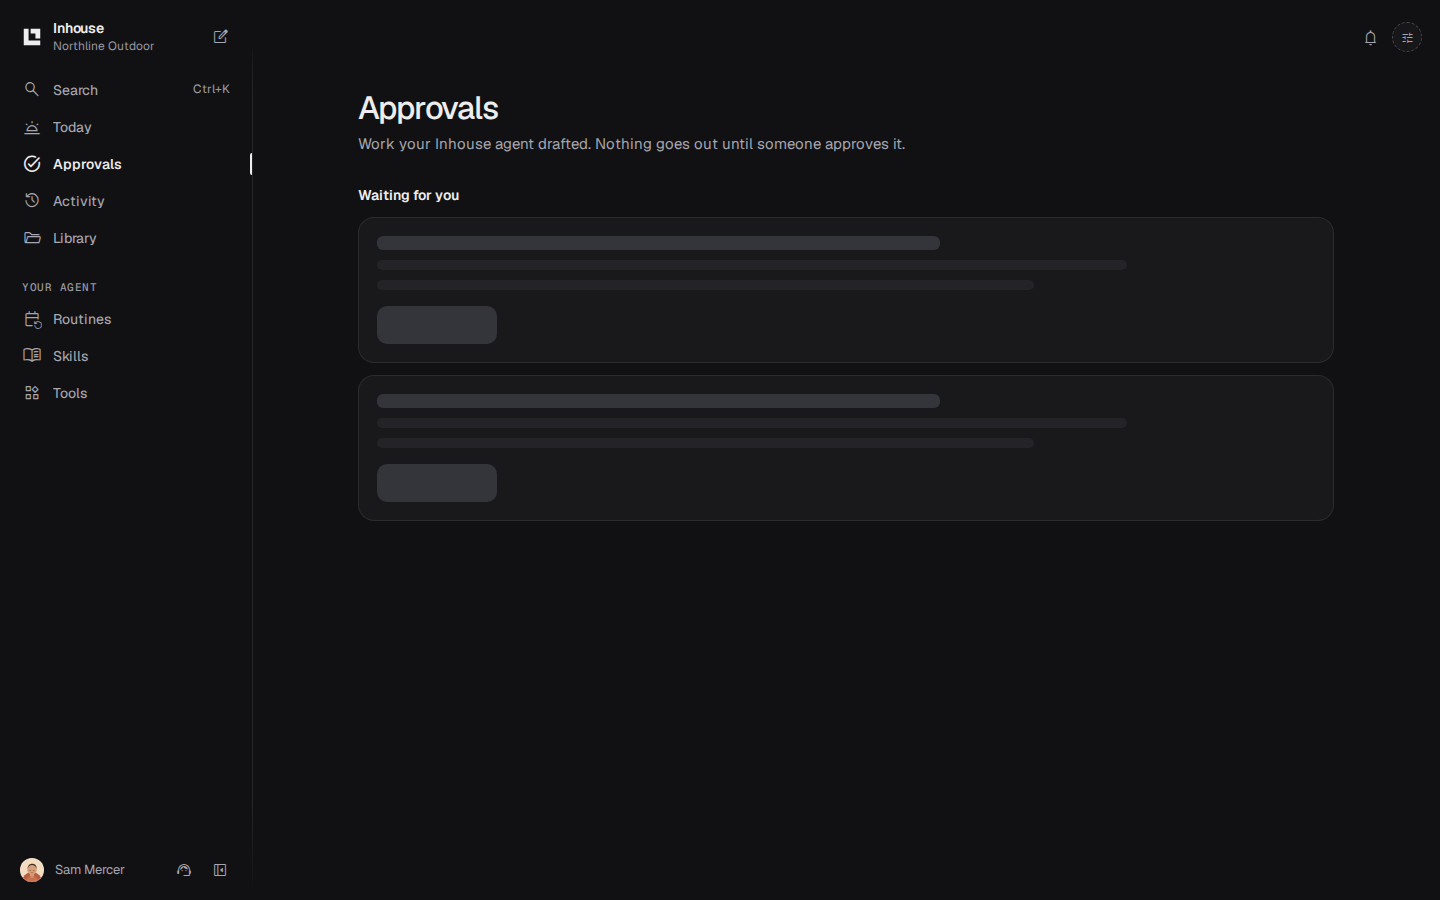 Inhouse
Northline Outdoor
Search Ctrl+K
Today
Approvals
Activity
Library
YOUR AGENT
Routines
Skills
Tools
Sam Mercer
Approvals
Work your Inhouse agent drafted. Nothing goes out until someone approves it.
Waiting for you